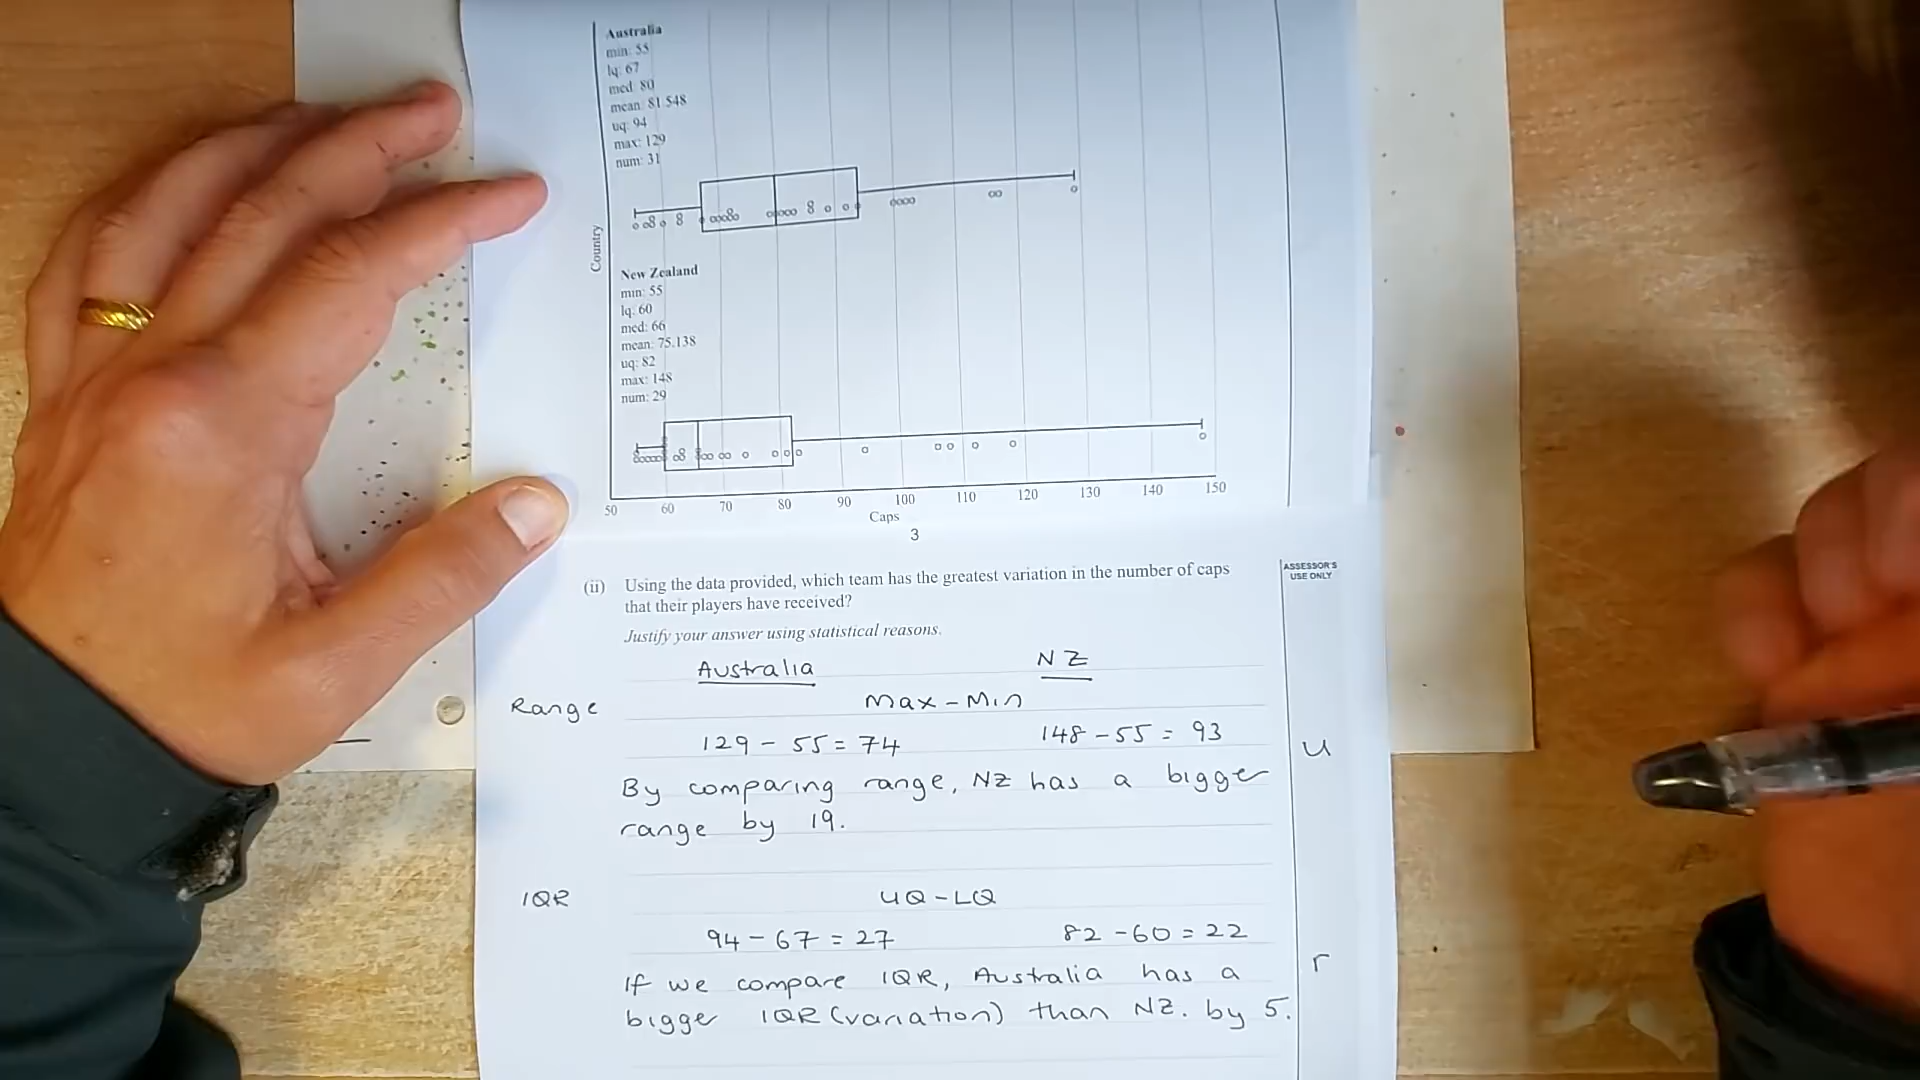 Australia
min: 55
lq: 67
med: 80
mean: 81.548
uq: 94
max: 129
num: 31
Country
New Zealand
min: 55
lq: 60
med: 66
mean: 75.138
uq: 82
max: 148
num: 29
50 60 70 80 90 100 110 120 130 140 150
Caps
3
(ii) Using the data provided, which team has the greatest variation in the number of caps
that their players have received?
Justify your answer using statistical reasons.
ASSESSOR'S
USE ONLY
Australia NZ
Range Max - Min
129 - 55 = 74 148 - 55 = 93
u
By comparing range, NZ has a bigger
range by 19.
IQR UQ - LQ
94 - 67 = 27 82 - 60 = 22
r
If we compare IQR, Australia has a
bigger IQR (variation) than NZ. by 5.